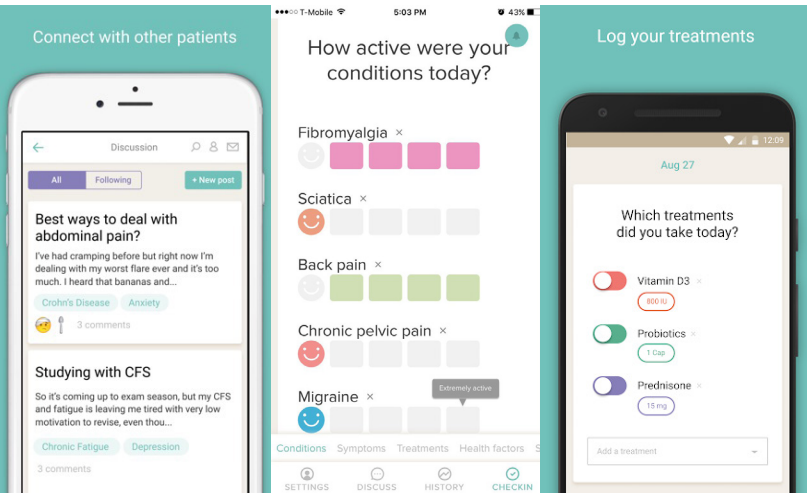 Connect with other patients
Discussion
All
Following
+ New post
Best ways to deal with
abdominal pain?
I've had cramping before but right now I'm
dealing with my worst flare ever and it's too
much. I heard that bananas and...
Crohn's Disease
Anxiety
3 comments
Studying with CFS
So it's coming up to exam season, but my CFS
and fatigue is leaving me tired with very low
motivation to revise, even thou...
Chronic Fatigue
Depression
3 comments
T-Mobile
5:03 PM
43%
How active were your
conditions today?
Fibromyalgia ×
Sciatica ×
Back pain ×
Chronic pelvic pain ×
Migraine ×
Extremely active
Conditions Symptoms Treatments Health factors S
SETTINGS DISCUSS HISTORY CHECKIN
Log your treatments
12:09
Aug 27
Which treatments
did you take today?
Vitamin D3 ×
800 IU
Probiotics ×
1 Cap
Prednisone ×
15 mg
Add a treatment